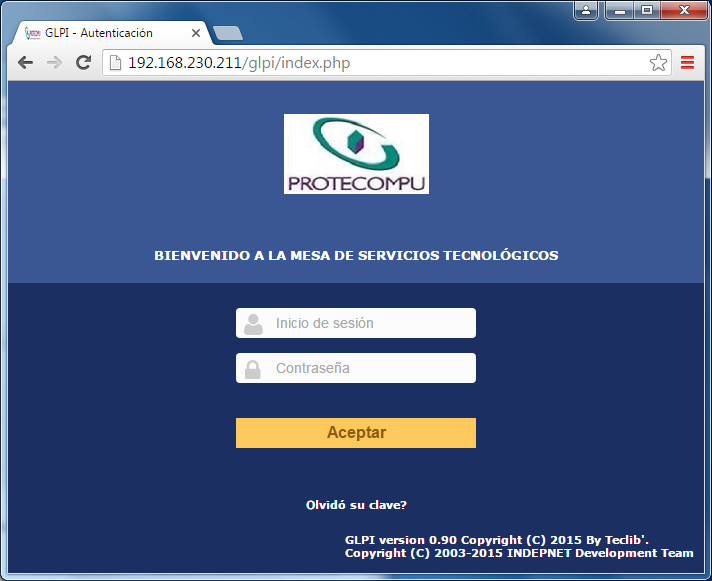 GLPI - Autenticación
192.168.230.211/glpi/index.php
PROTECOMPU
BIENVENIDO A LA MESA DE SERVICIOS TECNOLÓGICOS
Inicio de sesión
Contraseña
Aceptar
Olvidó su clave?
GLPI version 0.90 Copyright (C) 2015 By Teclib'.
Copyright (C) 2003-2015 INDEPNET Development Team